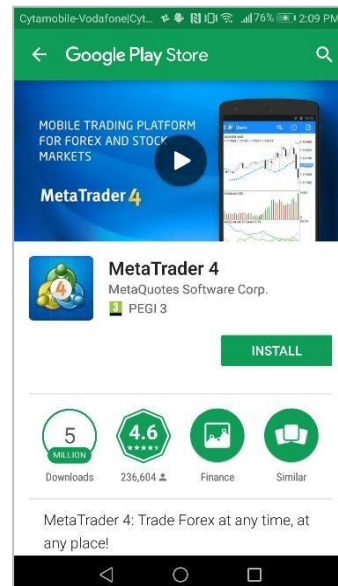 Cytamobile-Vodafone|Cyt... 76% 2:09 PM
Google Play Store
MOBILE TRADING PLATFORM
FOR FOREX AND STOCK
MARKETS
MetaTrader 4
MetaTrader 4
MetaQuotes Software Corp.
3 PEGI 3
INSTALL
5
MILLION
4.6
Downloads 236,604 Finance Similar
MetaTrader 4: Trade Forex at any time, at
any place!